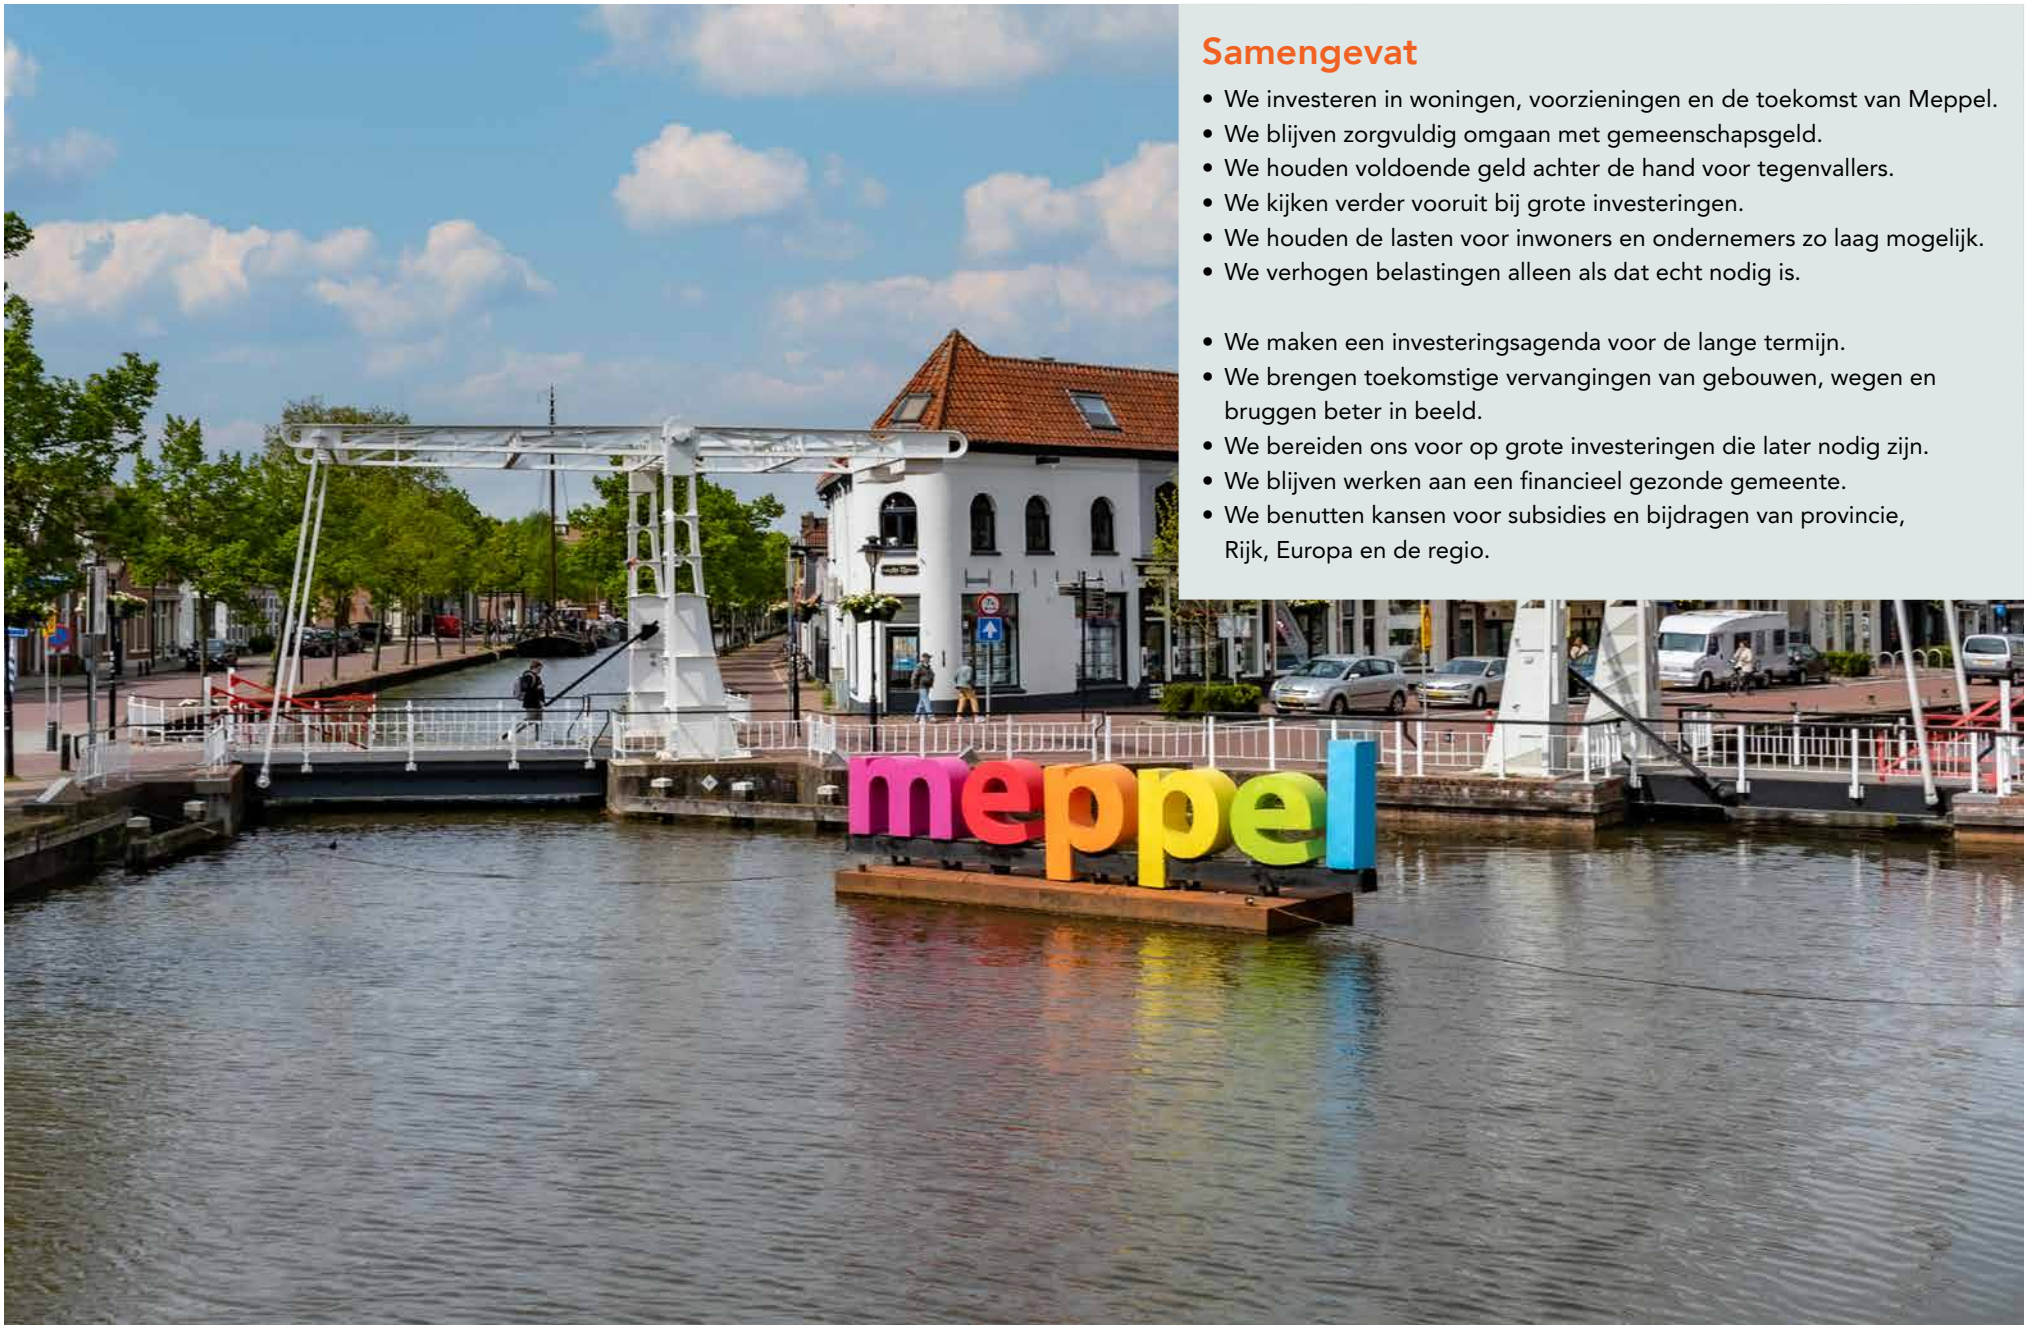 Samengevat
• We investeren in woningen, voorzieningen en de toekomst van Meppel.
• We blijven zorgvuldig omgaan met gemeenschapsgeld.
• We houden voldoende geld achter de hand voor tegenvallers.
• We kijken verder vooruit bij grote investeringen.
• We houden de lasten voor inwoners en ondernemers zo laag mogelijk.
• We verhogen belastingen alleen als dat echt nodig is.
• We maken een investeringsagenda voor de lange termijn.
• We brengen toekomstige vervangingen van gebouwen, wegen en
bruggen beter in beeld.
• We bereiden ons voor op grote investeringen die later nodig zijn.
• We blijven werken aan een financieel gezonde gemeente.
• We benutten kansen voor subsidies en bijdragen van provincie,
Rijk, Europa en de regio.
meppel